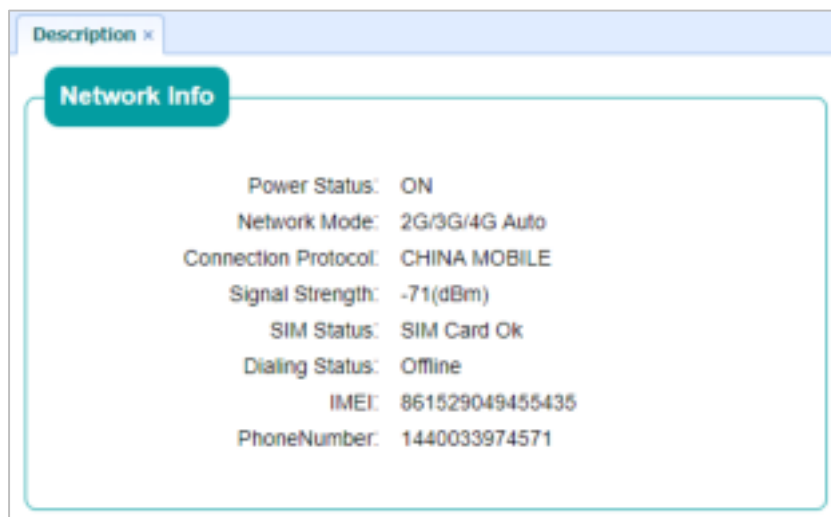 Description ×
Network Info
Power Status: ON
Network Mode: 2G/3G/4G Auto
Connection Protocol: CHINA MOBILE
Signal Strength: -71(dBm)
SIM Status: SIM Card Ok
Dialing Status: Offline
IMEI: 861529049455435
PhoneNumber: 1440033974571